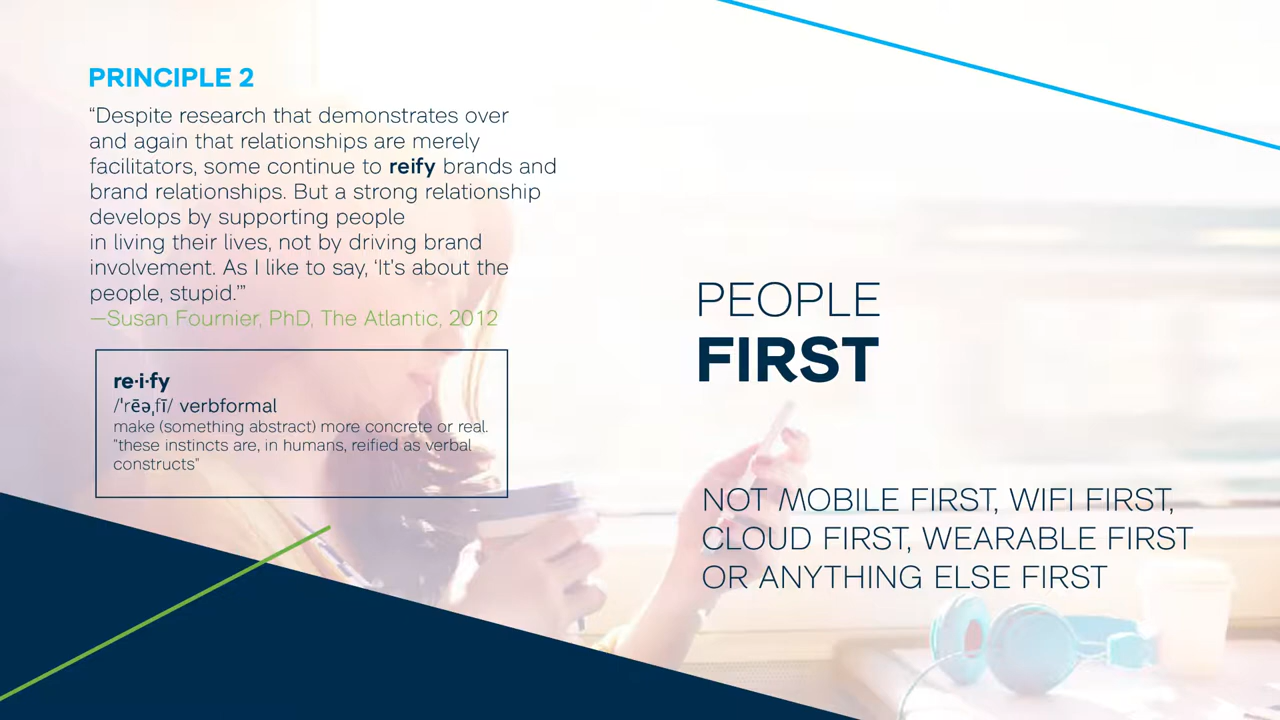 PRINCIPLE 2
“Despite research that demonstrates over
and again that relationships are merely
facilitators, some continue to reify brands and
brand relationships. But a strong relationship
develops by supporting people
in living their lives, not by driving brand
involvement. As I like to say, ‘It’s about the
people, stupid.’”
—Susan Fournier, PhD, The Atlantic, 2012
re·i·fy
/ˈrēəˌfī/ verbformal
make (something abstract) more concrete or real.
"these instincts are, in humans, reified as verbal
constructs"
PEOPLE
FIRST
NOT MOBILE FIRST, WIFI FIRST,
CLOUD FIRST, WEARABLE FIRST
OR ANYTHING ELSE FIRST